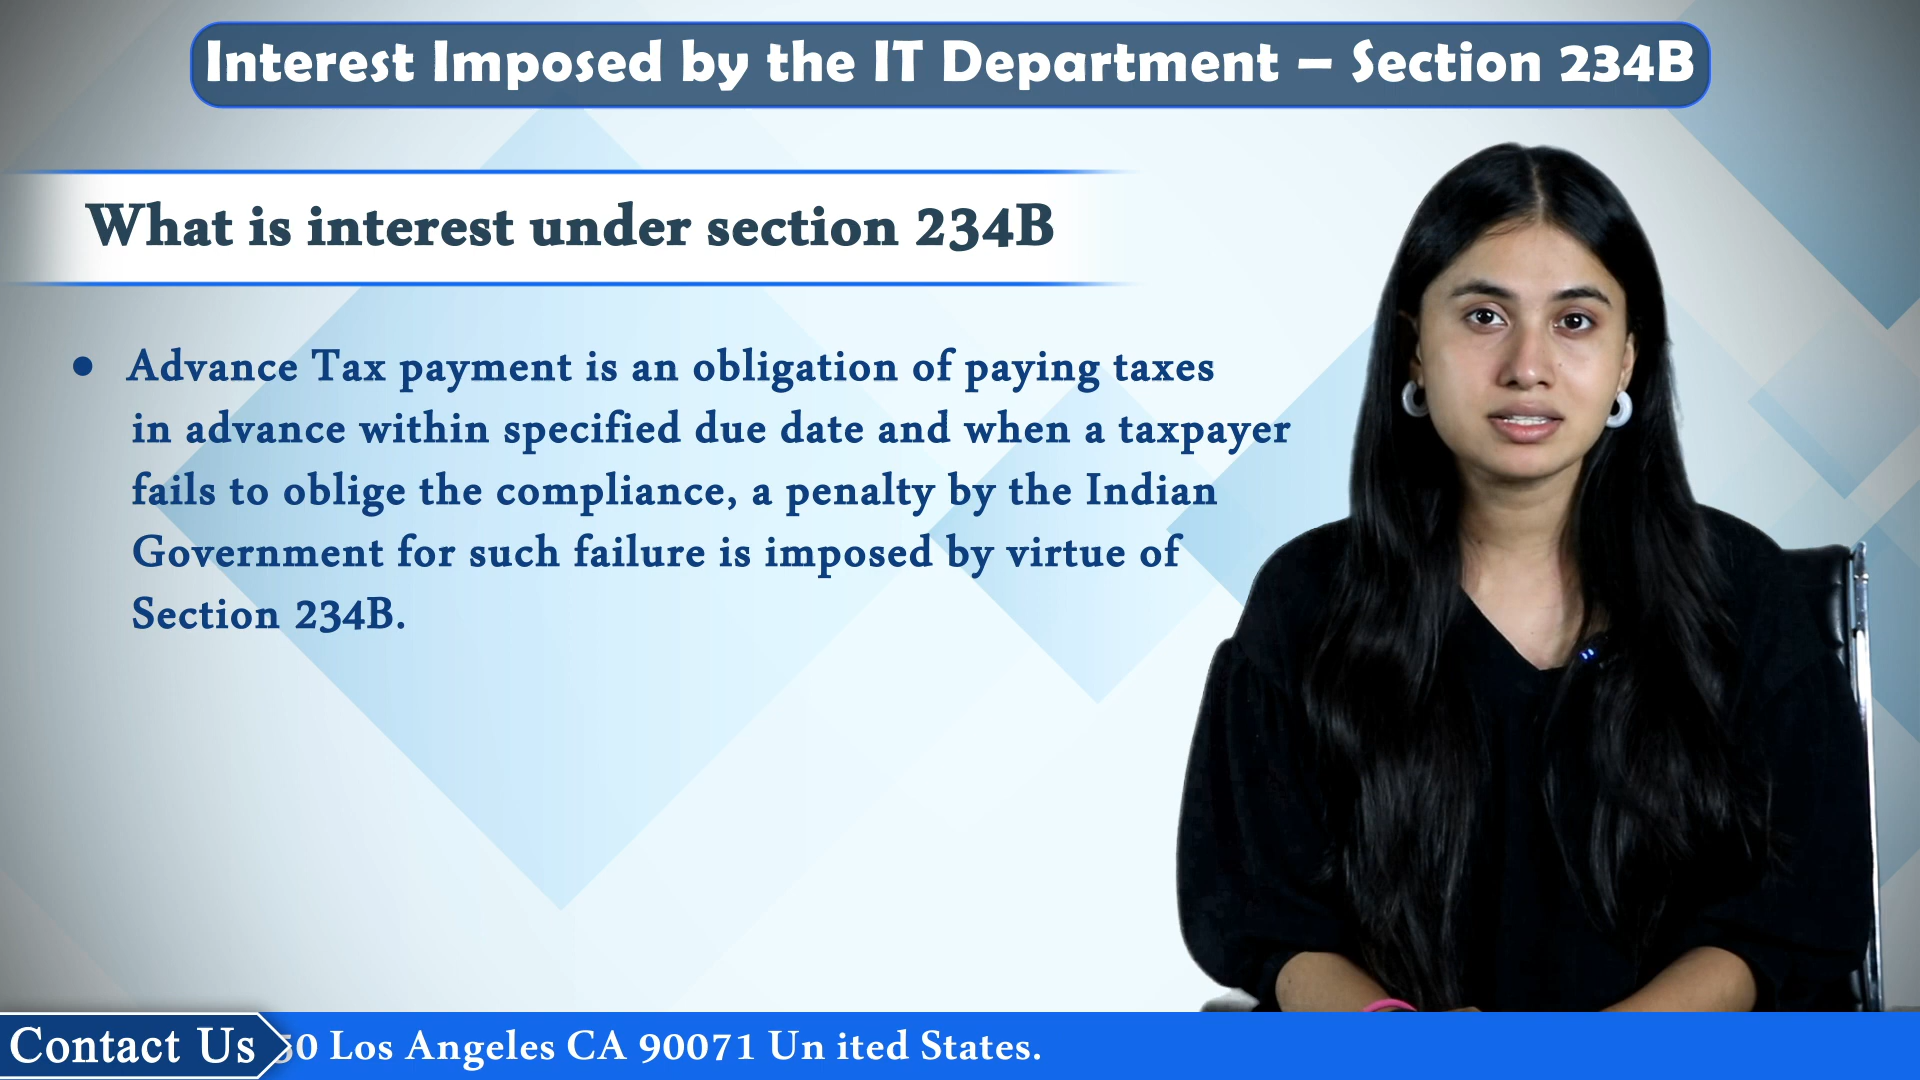 Interest Imposed by the IT Department – Section 234B
What is interest under section 234B
● Advance Tax payment is an obligation of paying taxes
in advance within specified due date and when a taxpayer
fails to oblige the compliance, a penalty by the Indian
Government for such failure is imposed by virtue of
Section 234B.
Contact Us 50 Los Angeles CA 90071 Un ited States.